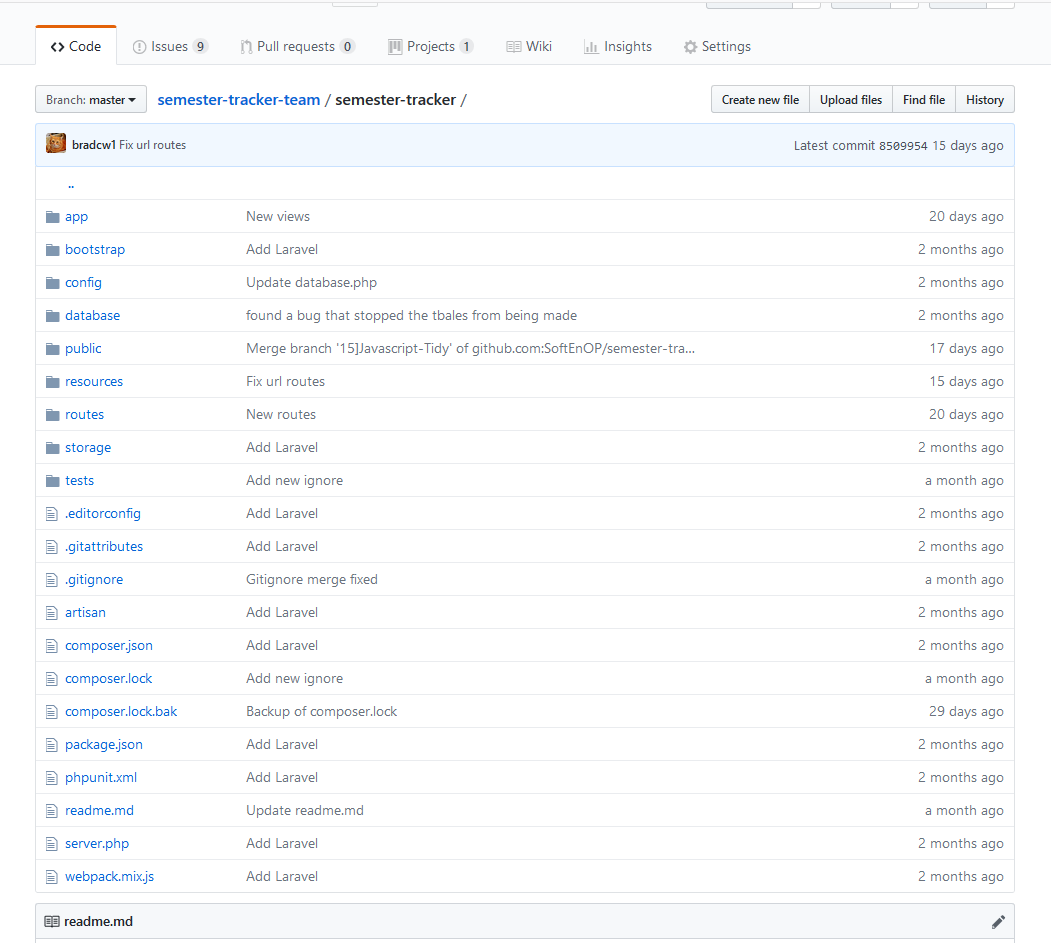 Code Issues 9 Pull requests 0 Projects 1 Wiki Insights Settings
Branch: master semester-tracker-team / semester-tracker / Create new file Upload files Find file History
bradcw1 Fix url routes Latest commit 8509954 15 days ago
..
app New views 20 days ago
bootstrap Add Laravel 2 months ago
config Update database.php 2 months ago
database found a bug that stopped the tbales from being made 2 months ago
public Merge branch '15]Javascript-Tidy' of github.com:SoftEnOP/semester-tra... 17 days ago
resources Fix url routes 15 days ago
routes New routes 20 days ago
storage Add Laravel 2 months ago
tests Add new ignore a month ago
.editorconfig Add Laravel 2 months ago
.gitattributes Add Laravel 2 months ago
.gitignore Gitignore merge fixed a month ago
artisan Add Laravel 2 months ago
composer.json Add Laravel 2 months ago
composer.lock Add new ignore a month ago
composer.lock.bak Backup of composer.lock 29 days ago
package.json Add Laravel 2 months ago
phpunit.xml Add Laravel 2 months ago
readme.md Update readme.md a month ago
server.php Add Laravel 2 months ago
webpack.mix.js Add Laravel 2 months ago
readme.md